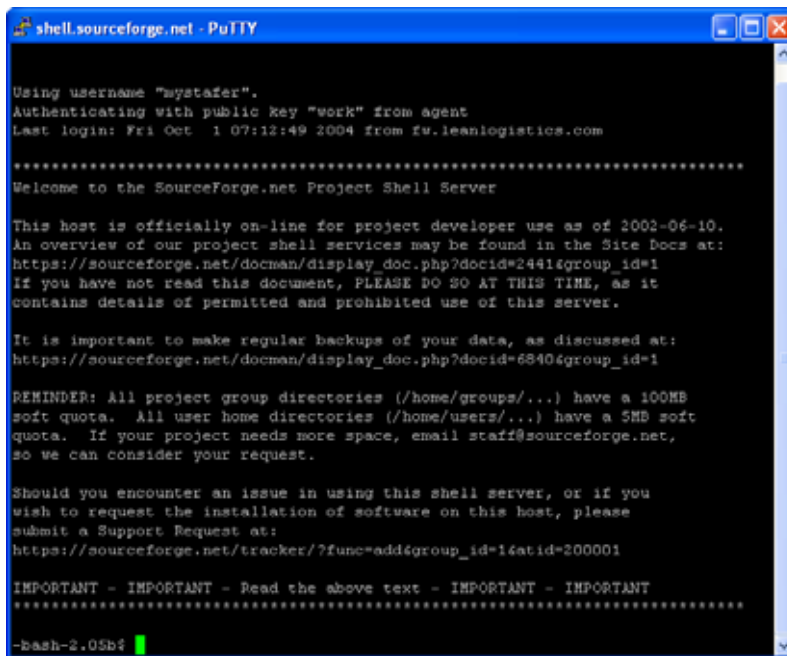 shell.sourceforge.net - PuTTY
Using username "mystafer".
Authenticating with public key "work" from agent
Last login: Fri Oct  1 07:12:49 2004 from fw.leanlogistics.com
*******************************************************************************
Welcome to the SourceForge.net Project Shell Server
This host is officially on-line for project developer use as of 2002-06-10.
An overview of our project shell services may be found in the Site Docs at:
https://sourceforge.net/docman/display_doc.php?docid=2441&group_id=1
If you have not read this document, PLEASE DO SO AT THIS TIME, as it
contains details of permitted and prohibited use of this server.
It is important to make regular backups of your data, as discussed at:
https://sourceforge.net/docman/display_doc.php?docid=6840&group_id=1
REMINDER: All project group directories (/home/groups/...) have a 100MB
soft quota.  All user home directories (/home/users/...) have a 5MB soft
quota.  If your project needs more space, email staff@sourceforge.net,
so we can consider your request.
Should you encounter an issue in using this shell server, or if you
wish to request the installation of software on this host, please
submit a Support Request at:
https://sourceforge.net/tracker/?func=add&group_id=1&atid=200001
IMPORTANT - IMPORTANT - Read the above text - IMPORTANT - IMPORTANT
*******************************************************************************
-bash-2.05b$